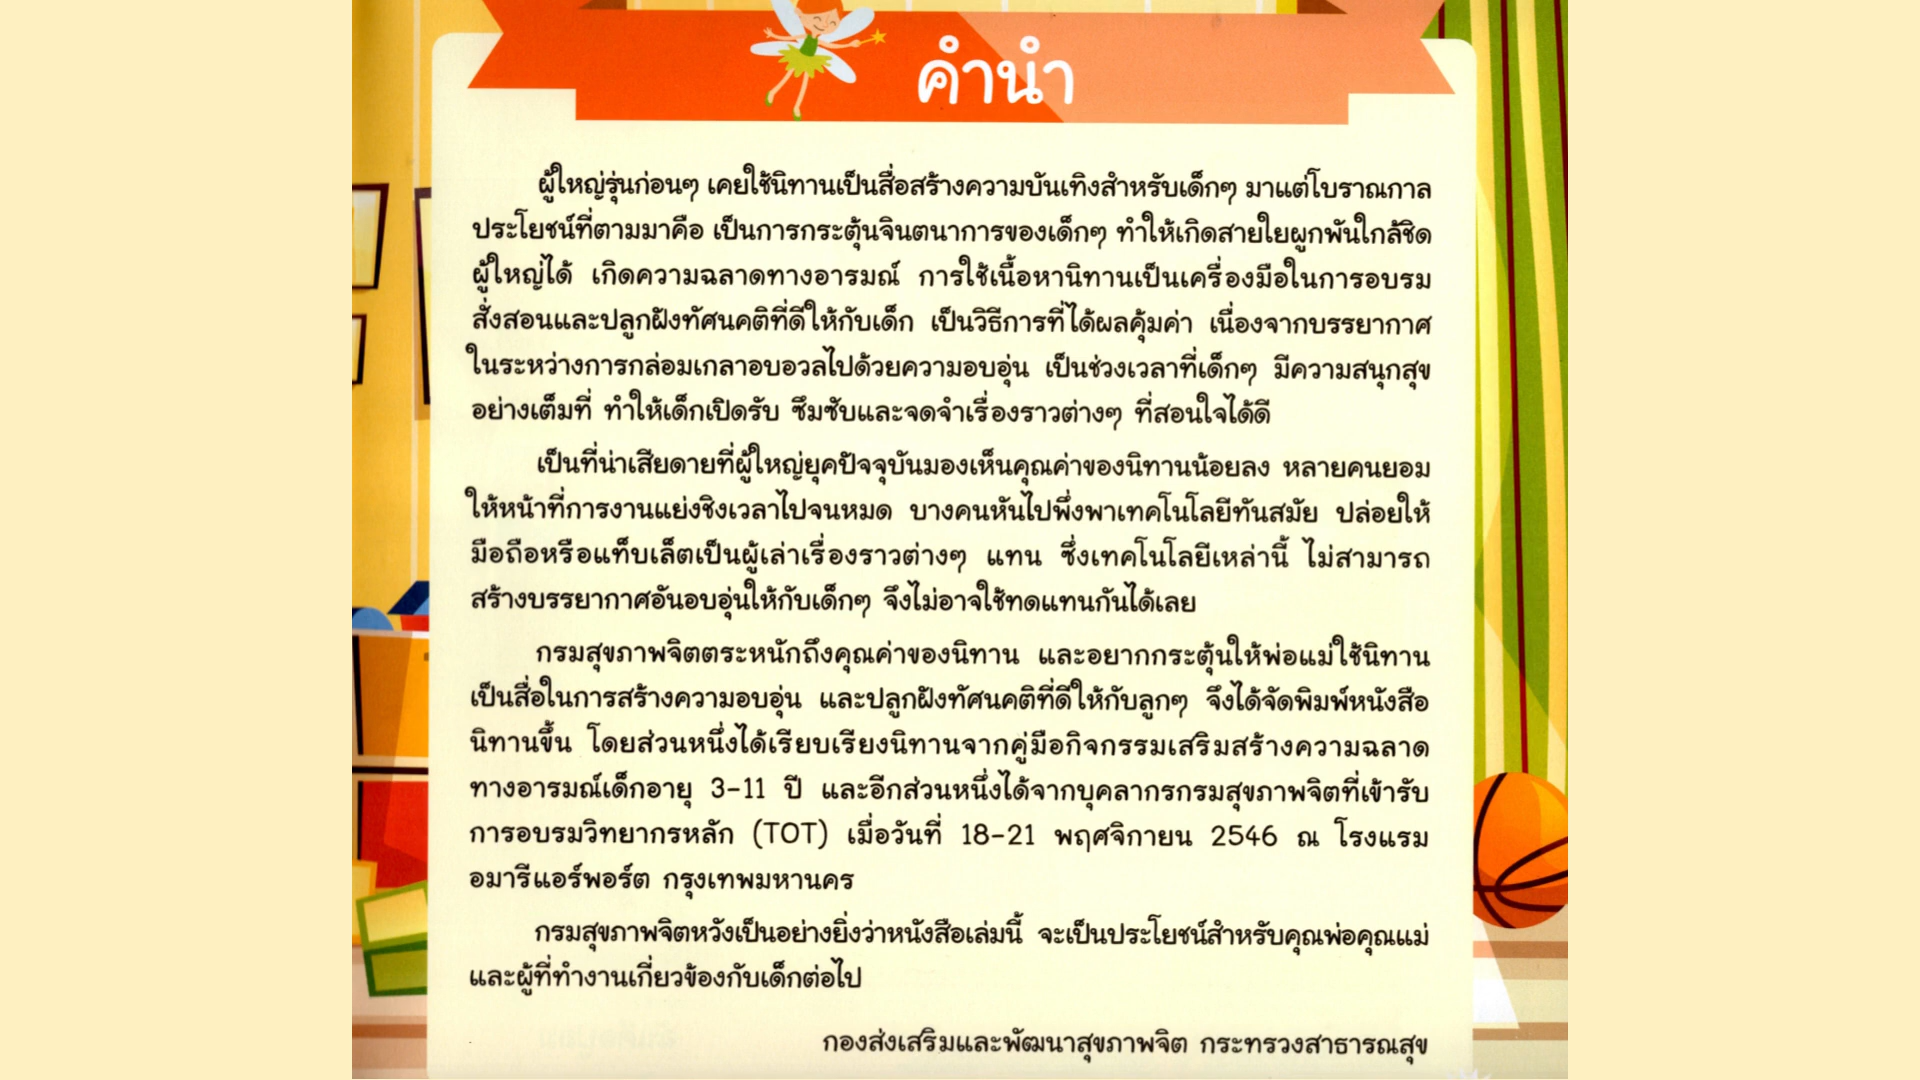 คำนำ
ผู้ใหญ่รุ่นก่อนๆ เคยใช้นิทานเป็นสื่อสร้างความบันเทิงสำหรับเด็กๆ มาแต่โบราณกาล
ประโยชน์ที่ตามมาคือ เป็นการกระตุ้นจินตนาการของเด็กๆ ทำให้เกิดสายใยผูกพันใกล้ชิด
ผู้ใหญ่ได้ เกิดความฉลาดทางอารมณ์ การใช้เนื้อหานิทานเป็นเครื่องมือในการอบรม
สั่งสอนและปลูกฝังทัศนคติที่ดีให้กับเด็ก เป็นวิธีการที่ได้ผลคุ้มค่า เนื่องจากบรรยากาศ
ในระหว่างการกล่อมเกลาอบอวลไปด้วยความอบอุ่น เป็นช่วงเวลาที่เด็กๆ มีความสนุกสุข
อย่างเต็มที่ ทำให้เด็กเปิดรับ ซึมซับและจดจำเรื่องราวต่างๆ ที่สอนใจได้ดี
เป็นที่น่าเสียดายที่ผู้ใหญ่ยุคปัจจุบันมองเห็นคุณค่าของนิทานน้อยลง หลายคนยอม
ให้หน้าที่การงานแย่งชิงเวลาไปจนหมด บางคนหันไปพึ่งพาเทคโนโลยีทันสมัย ปล่อยให้
มือถือหรือแท็บเล็ตเป็นผู้เล่าเรื่องราวต่างๆ แทน ซึ่งเทคโนโลยีเหล่านี้ ไม่สามารถ
สร้างบรรยากาศอันอบอุ่นให้กับเด็กๆ จึงไม่อาจใช้ทดแทนกันได้เลย
กรมสุขภาพจิตตระหนักถึงคุณค่าของนิทาน และอยากกระตุ้นให้พ่อแม่ใช้นิทาน
เป็นสื่อในการสร้างความอบอุ่น และปลูกฝังทัศนคติที่ดีให้กับลูกๆ จึงได้จัดพิมพ์หนังสือ
นิทานขึ้น โดยส่วนหนึ่งได้เรียบเรียงนิทานจากคู่มือกิจกรรมเสริมสร้างความฉลาด
ทางอารมณ์เด็กอายุ 3-11 ปี และอีกส่วนหนึ่งได้จากบุคลากรกรมสุขภาพจิตที่เข้ารับ
การอบรมวิทยากรหลัก (TOT) เมื่อวันที่ 18-21 พฤศจิกายน 2546 ณ โรงแรม
อมารีแอร์พอร์ต กรุงเทพมหานคร
กรมสุขภาพจิตหวังเป็นอย่างยิ่งว่าหนังสือเล่มนี้ จะเป็นประโยชน์สำหรับคุณพ่อคุณแม่
และผู้ที่ทำงานเกี่ยวข้องกับเด็กต่อไป
กองส่งเสริมและพัฒนาสุขภาพจิต กระทรวงสาธารณสุข